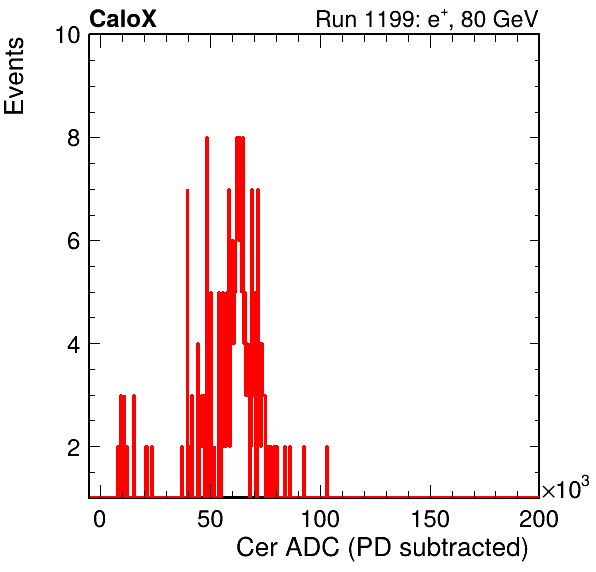 CaloX Run 1199: e⁺, 80 GeV
Events
10
8
6
4
2
0 50 100 150 200
×10³
Cer ADC (PD subtracted)